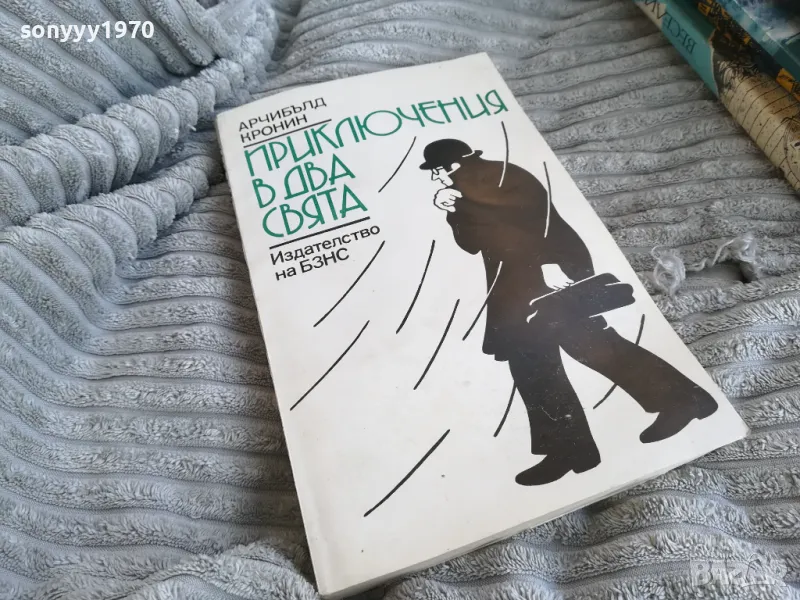 sonyyy1970
АРЧИБЪЛД
КРОНИН
ПРИКЛЮЧЕНИЯ
В ДВА
СВЯТА
Издателство
на БЗНС